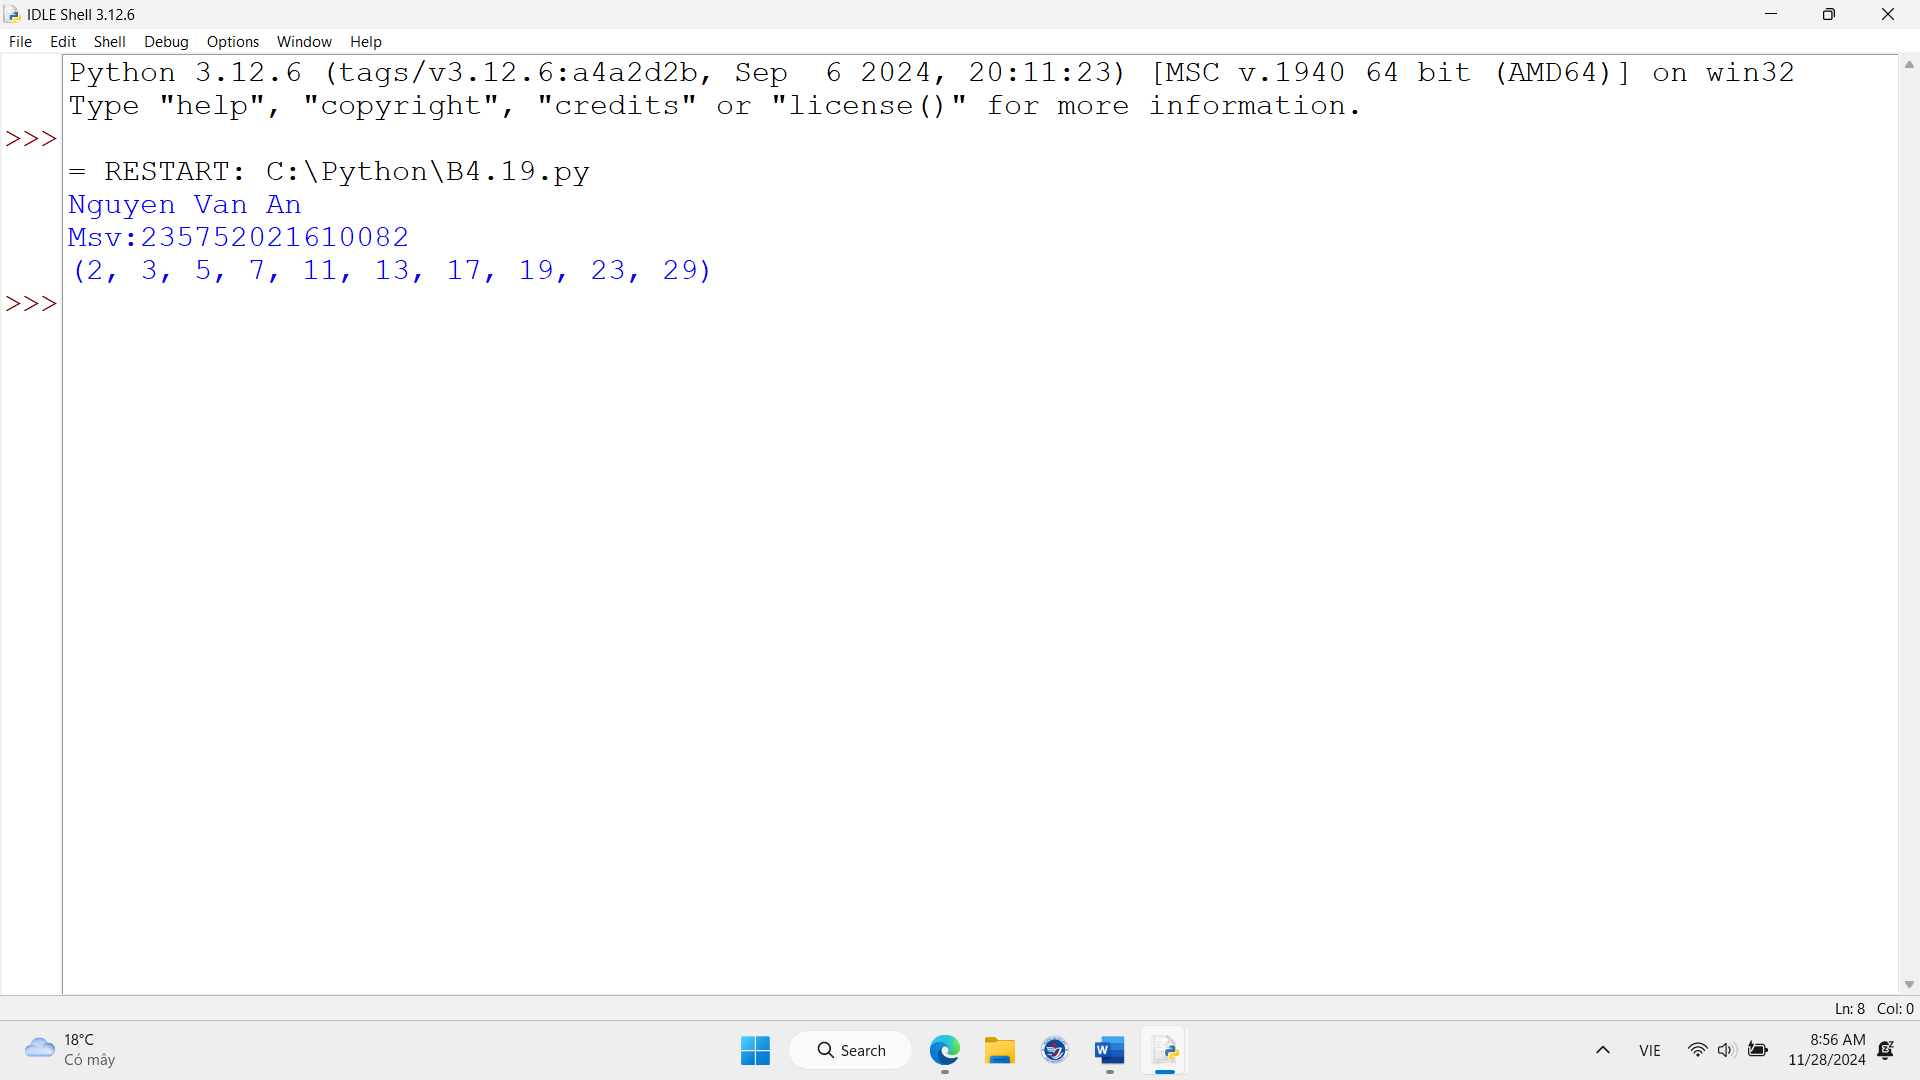 IDLE Shell 3.12.6
File Edit Shell Debug Options Window Help
Python 3.12.6 (tags/v3.12.6:a4a2d2b, Sep  6 2024, 20:11:23) [MSC v.1940 64 bit (AMD64)] on win32
Type "help", "copyright", "credits" or "license()" for more information.
>>>
= RESTART: C:\Python\B4.19.py
Nguyen Van An
Msv:235752021610082
(2, 3, 5, 7, 11, 13, 17, 19, 23, 29)
>>>
Ln: 8 Col: 0
18°C
Có mây
Search
W
VIE
8:56 AM
11/28/2024